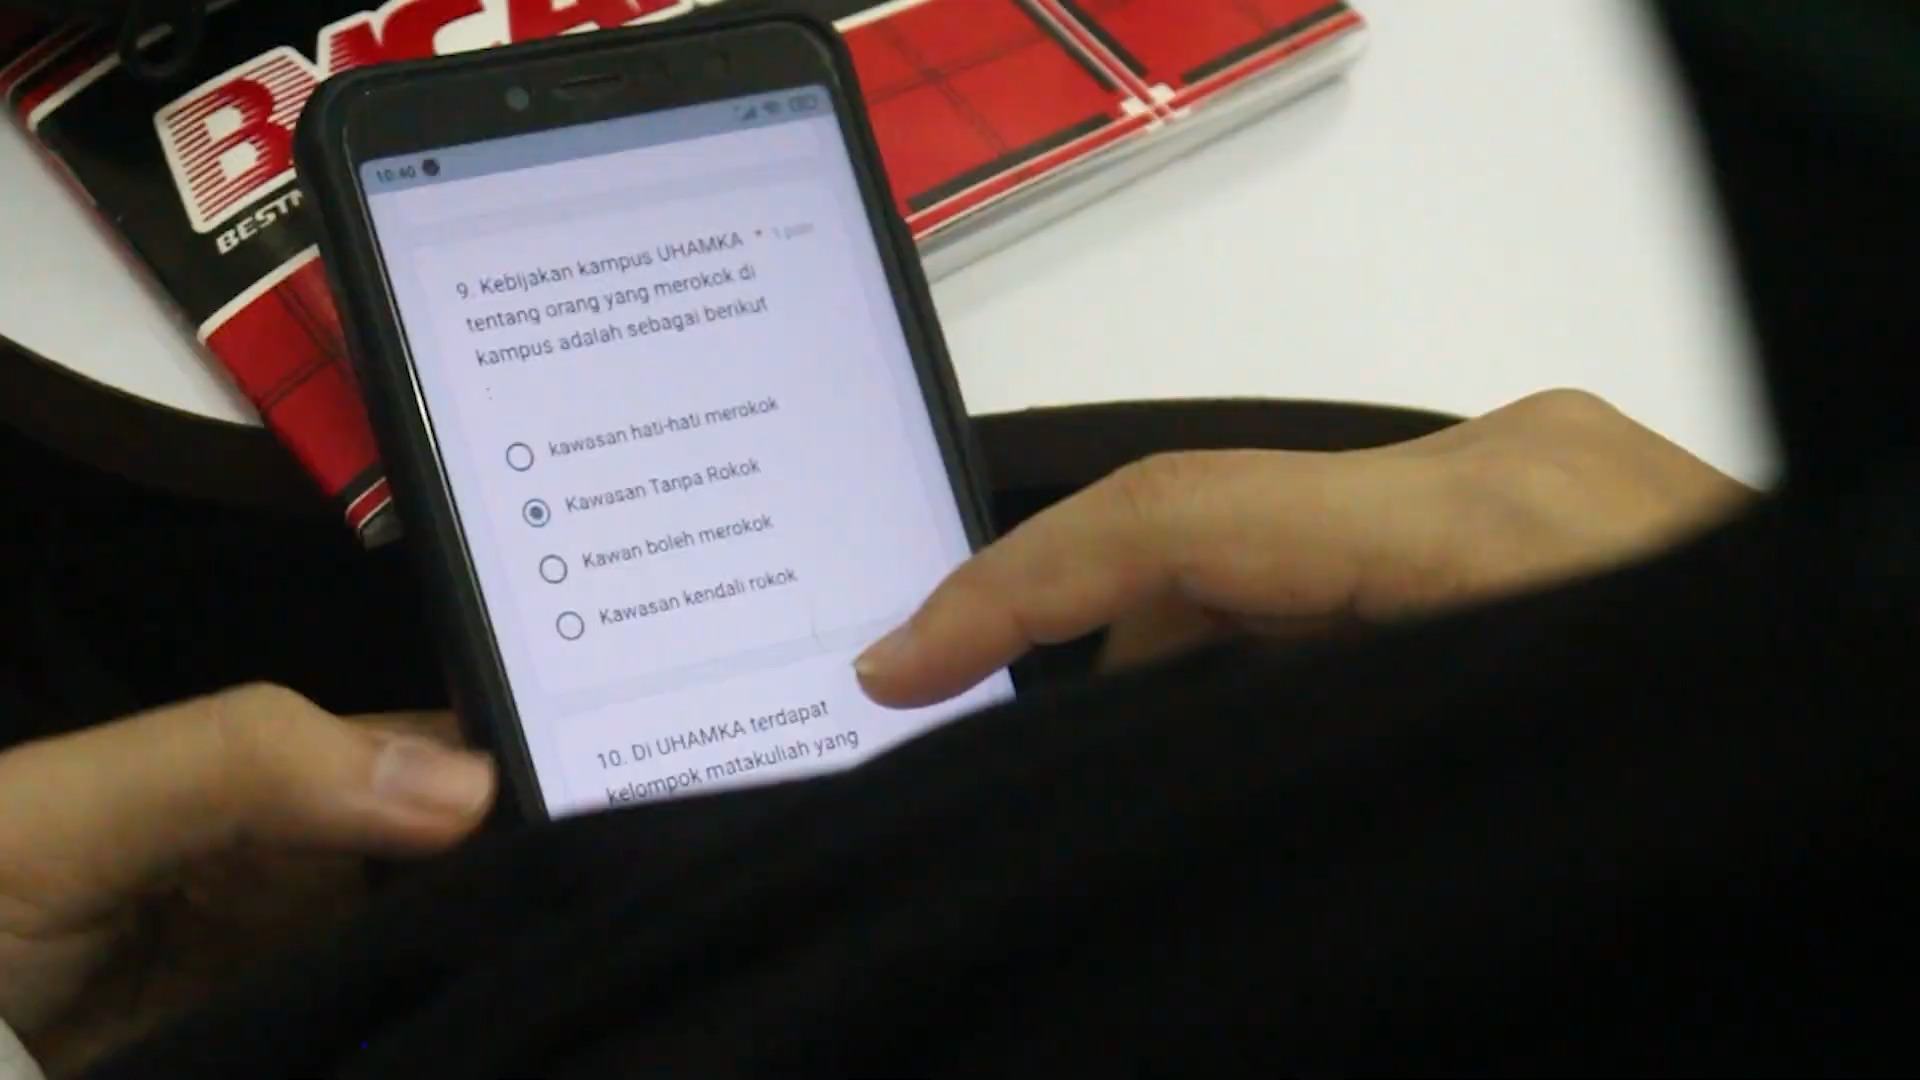 10:40
9. Kebijakan kampus UHAMKA *
tentang orang yang merokok di
kampus adalah sebagai berikut
:
kawasan hati-hati merokok
Kawasan Tanpa Rokok
Kawan boleh merokok
Kawasan kendali rokok
10. Di UHAMKA terdapat
kelompok matakuliah yang